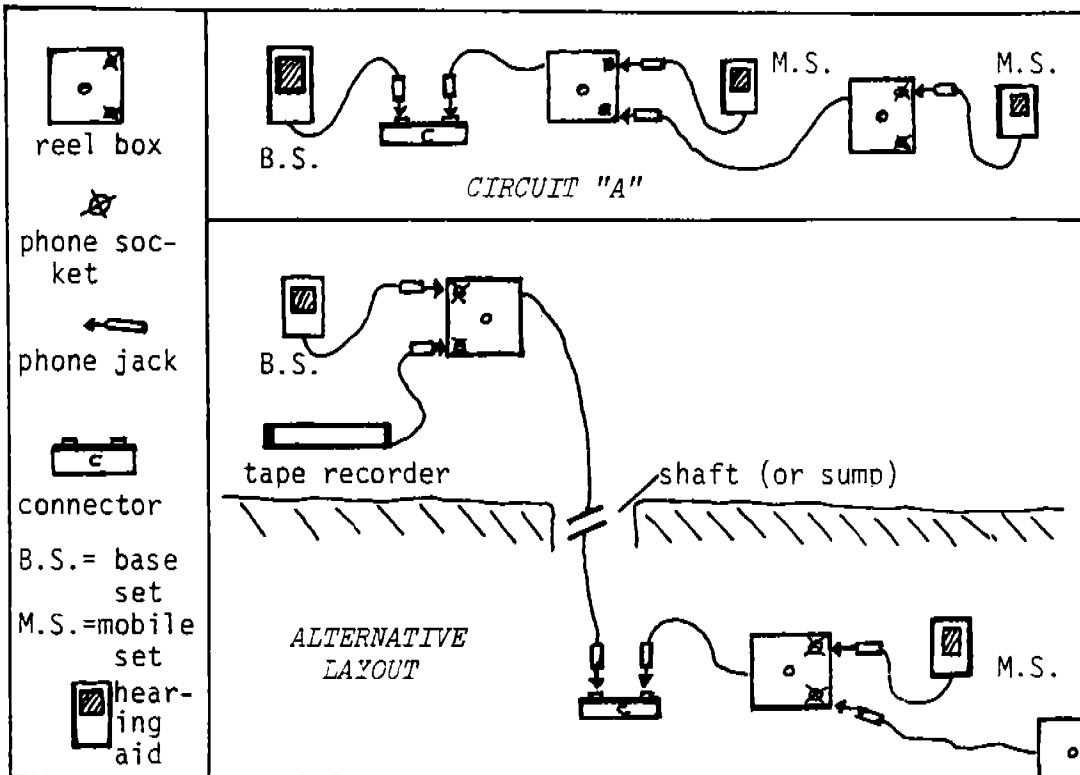 reel box
phone soc-
ket
phone jack
C
connector
B.S.= base
set
M.S.=mobile
set
hear-
ing
aid
B.S.
C
M.S.
M.S.
CIRCUIT "A"
B.S.
tape recorder
shaft (or sump)
ALTERNATIVE
LAYOUT
C
M.S.